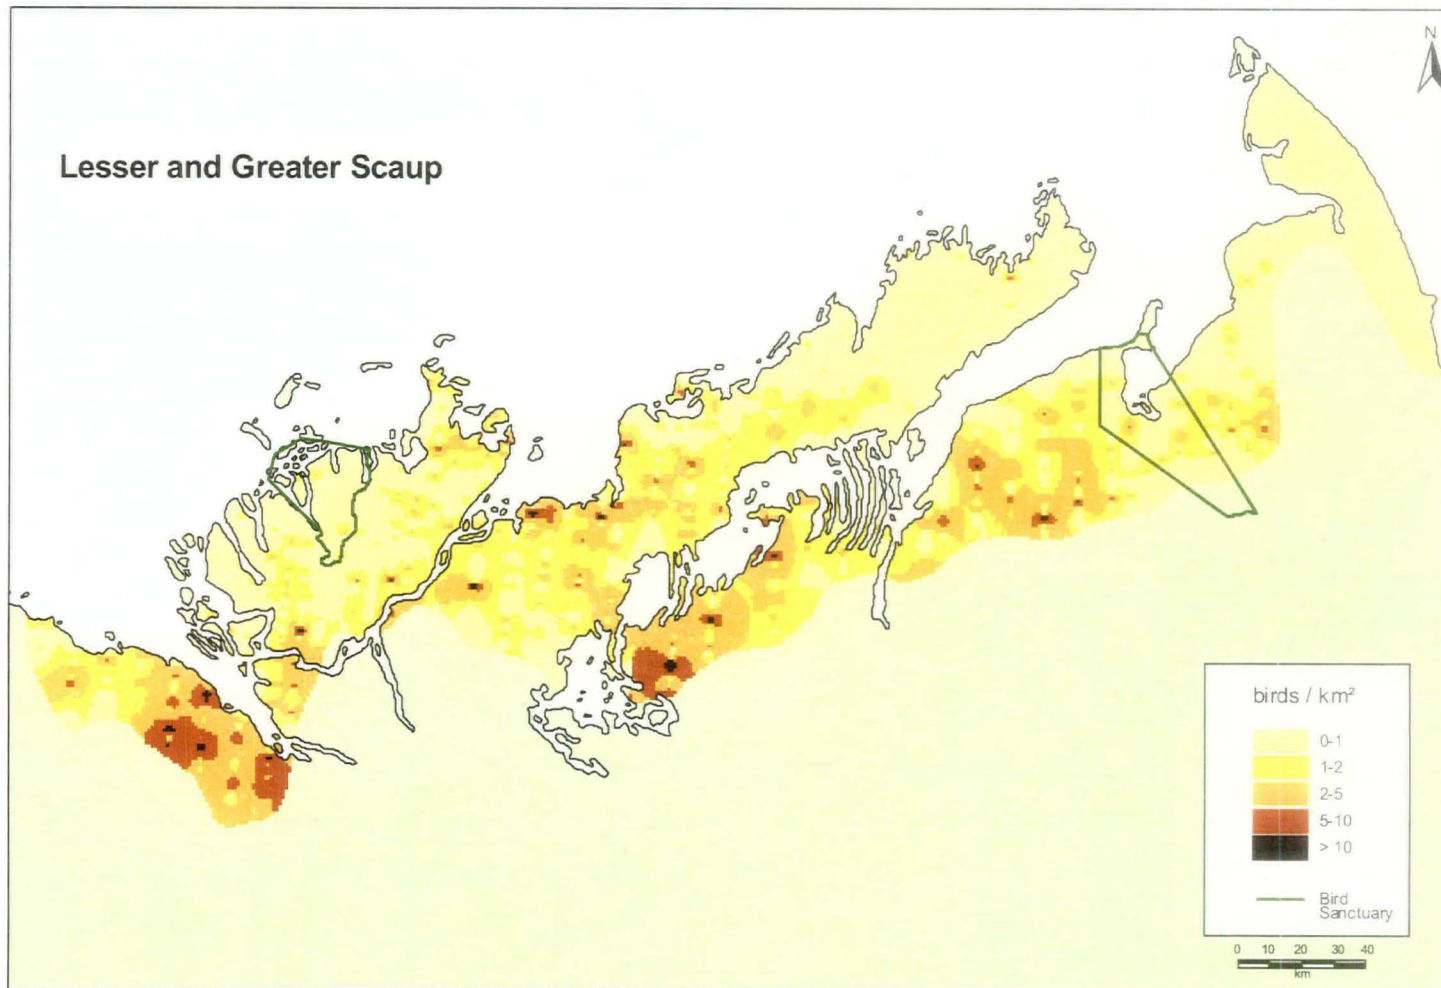 N
Lesser and Greater Scaup
birds / km²
0-1
1-2
2-5
5-10
> 10
Bird
Sanctuary
0 10 20 30 40
km